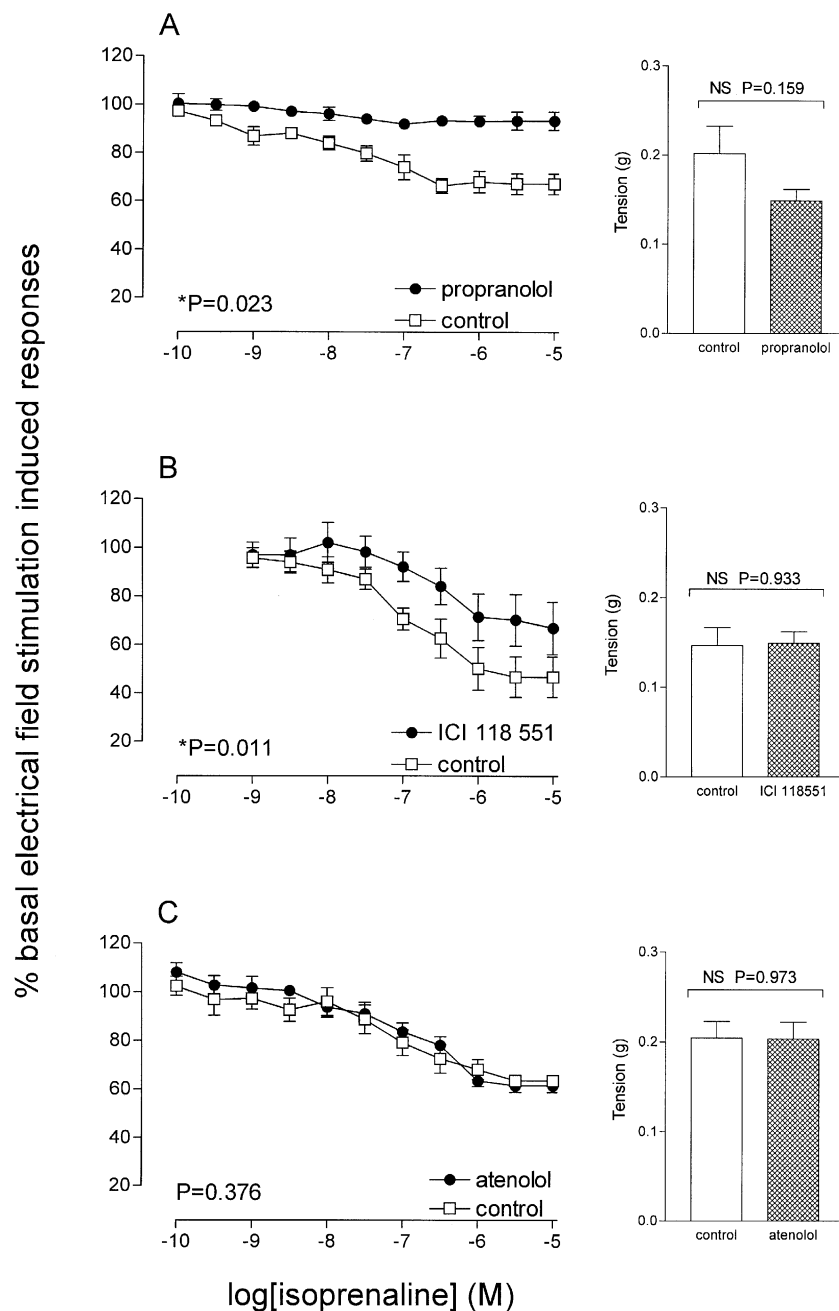 % basal electrical field stimulation induced responses
A
120
100
80
60
40
20
*P=0.023
propranolol
control
-10 -9 -8 -7 -6 -5
0.3
0.2
0.1
0.0
Tension (g)
NS P=0.159
control propranolol
B
120
100
80
60
40
20
*P=0.011
ICI 118 551
control
-10 -9 -8 -7 -6 -5
0.3
0.2
0.1
0.0
Tension (g)
NS P=0.933
control ICI 118551
C
120
100
80
60
40
20
P=0.376
atenolol
control
-10 -9 -8 -7 -6 -5
0.3
0.2
0.1
0.0
Tension (g)
NS P=0.973
control atenolol
log[isoprenaline] (M)